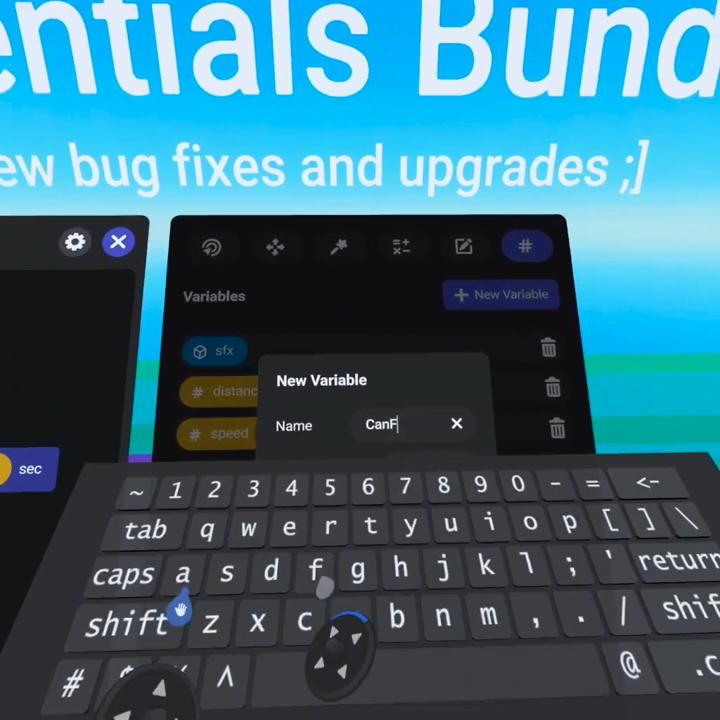 entials Bund
ew bug fixes and upgrades ;]
Variables
+ New Variable
sfx
# distanc
# speed
New Variable
Name
CanF
sec
~ 1 2 3 4 5 6 7 8 9 0 - = <-
tab q w e r t y u i o p [ ] \
caps a s d f g h j k l ; ' return
shift z x c b n m , . / shif
# ^ @ .c